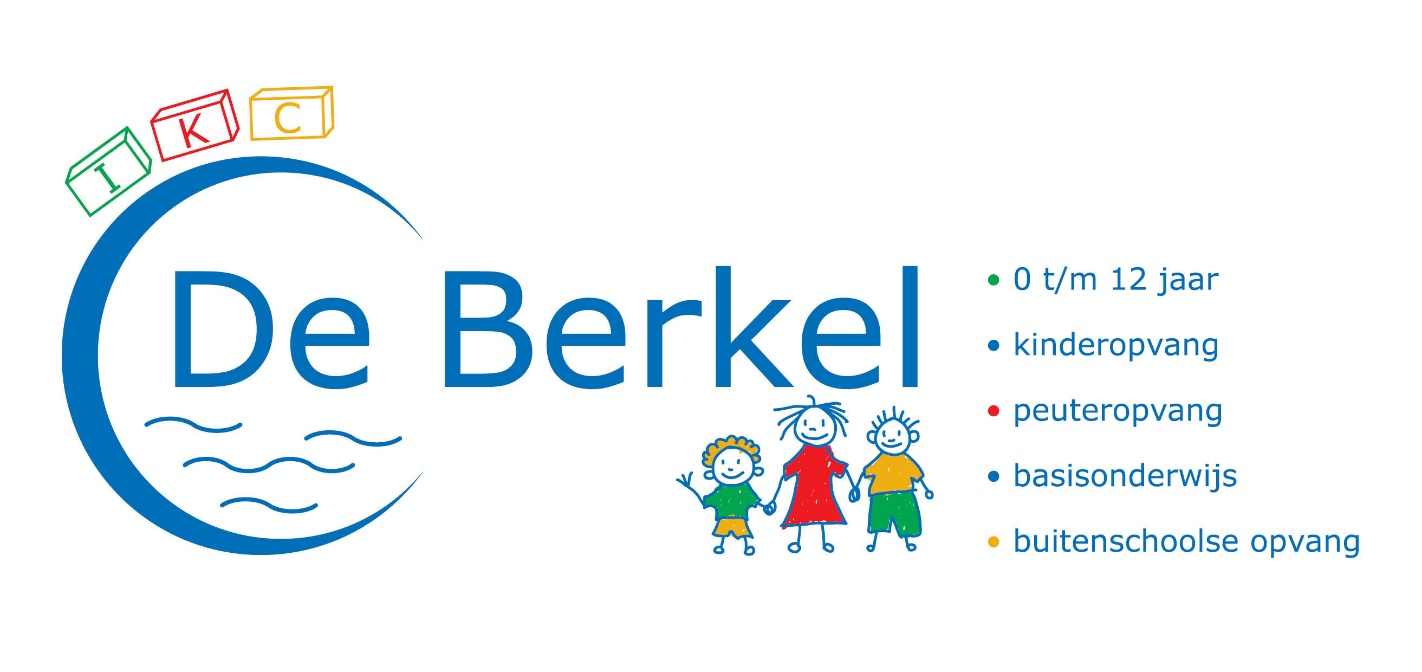 I K C
De Berkel
0 t/m 12 jaar
kinderopvang
peuteropvang
basisonderwijs
buitenschoolse opvang